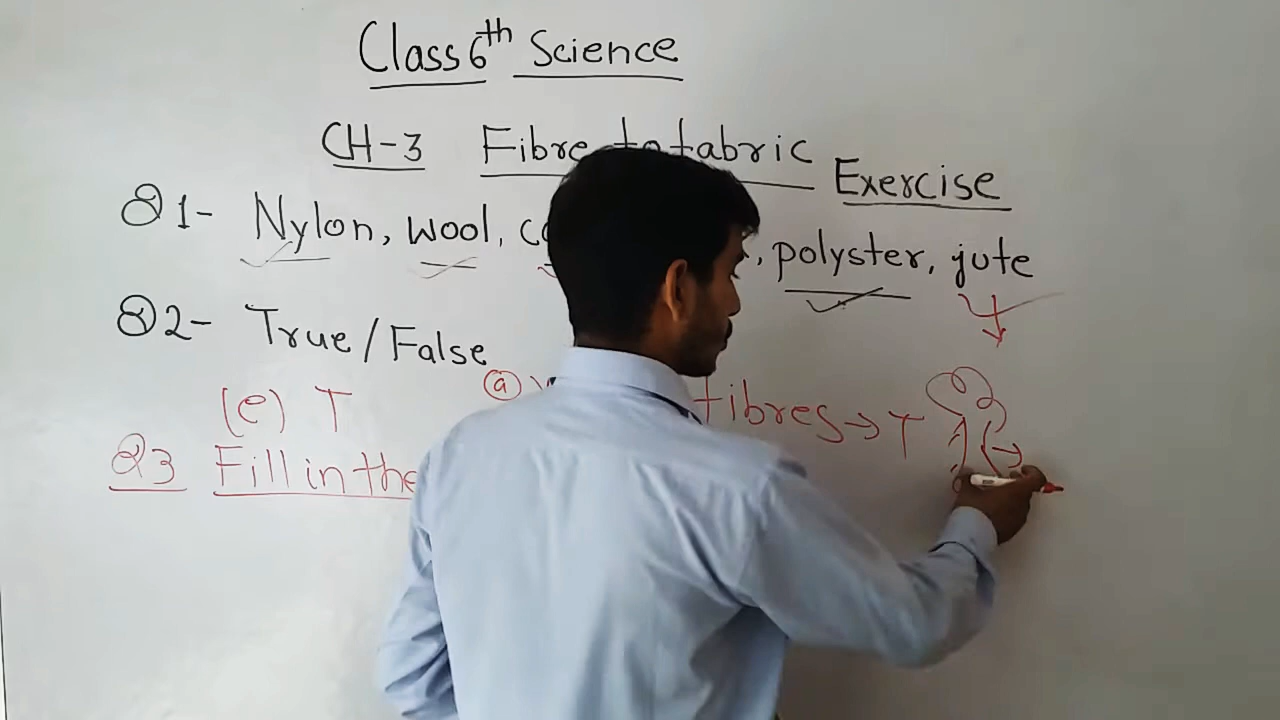 Class 6th Science
CH-3 Fibre to fabric
Exercise
Q1- Nylon, wool, polyster, jute
Q2- True/False
(e) T
(a) fibres → T
Q3 Fill in the